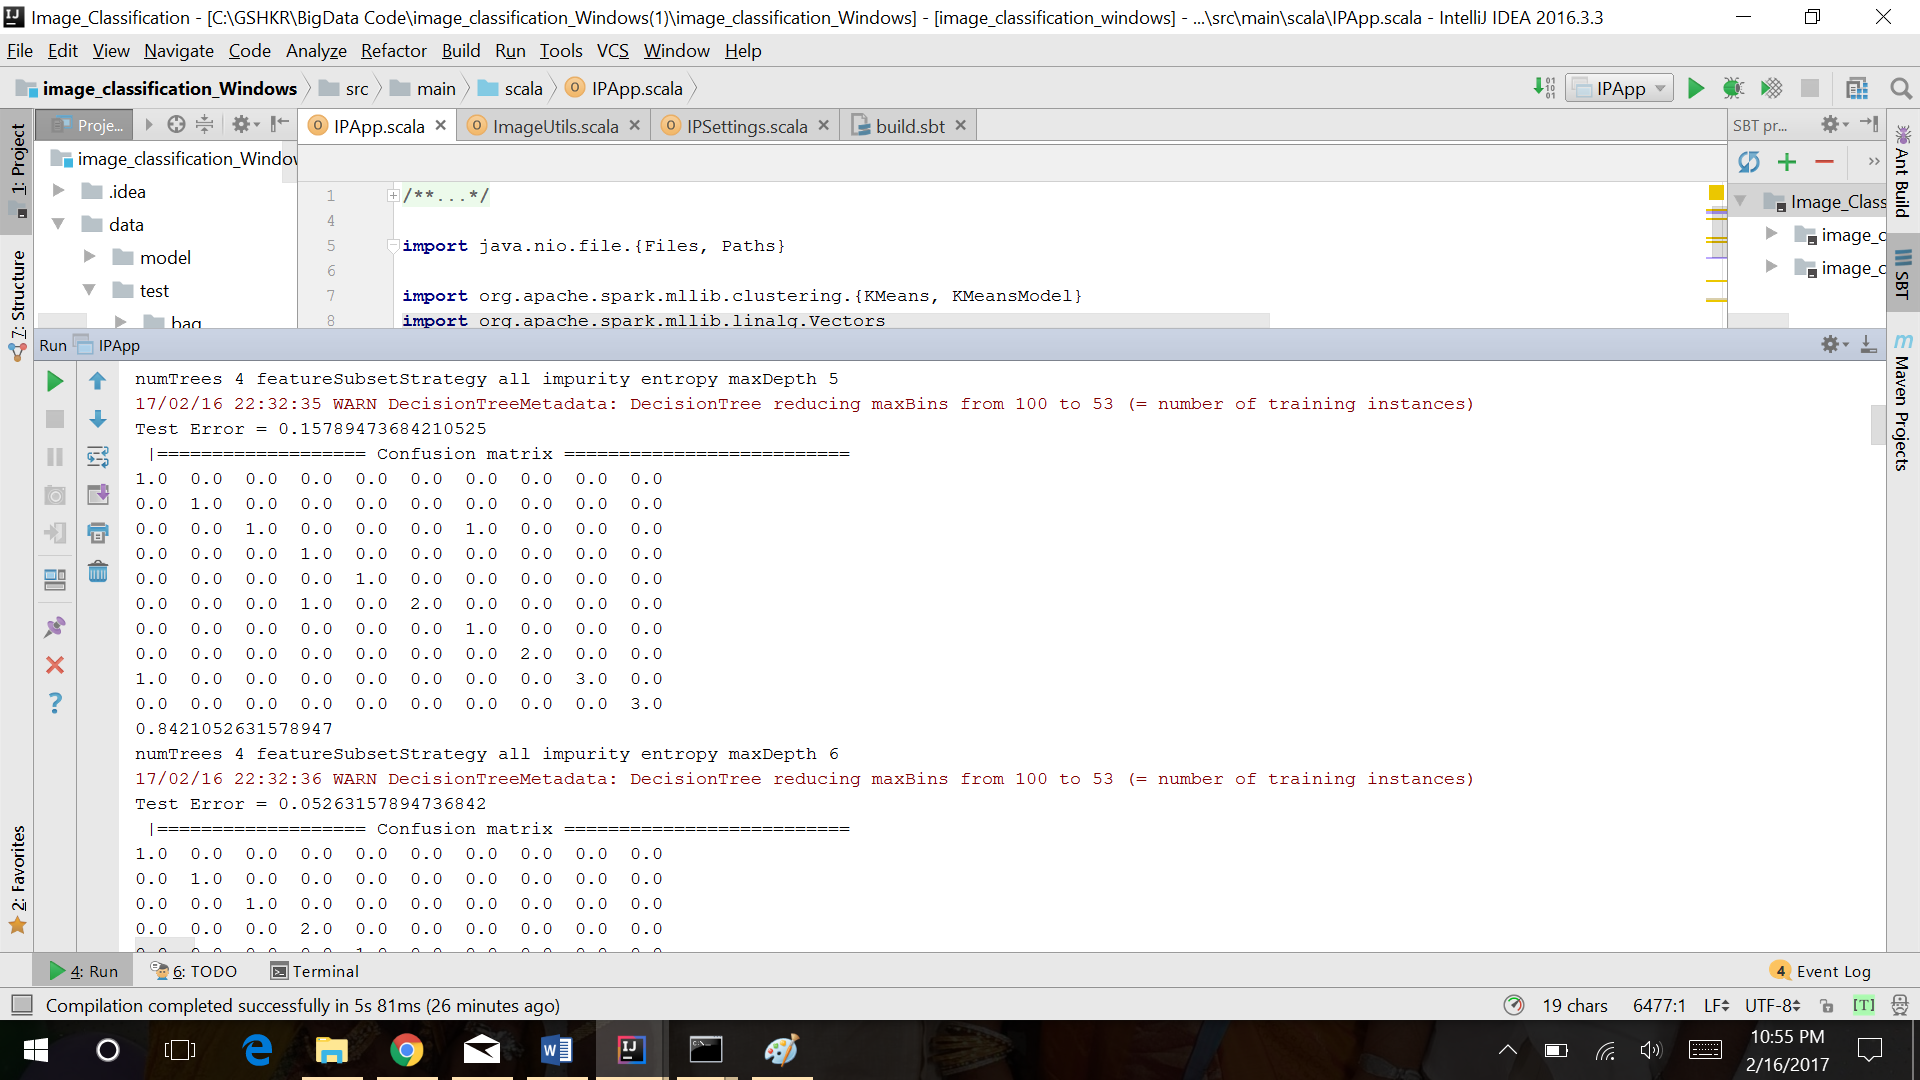 Image_Classification - [C:\GSHKR\BigData Code\image_classification_Windows(1)\image_classification_Windows] - [image_classification_windows] - ...\src\main\scala\IPApp.scala - IntelliJ IDEA 2016.3.3
File Edit View Navigate Code Analyze Refactor Build Run Tools VCS Window Help
image_classification_Windows src main scala IPApp.scala IPApp
Proje... IPApp.scala ImageUtils.scala IPSettings.scala build.sbt SBT pr...
1: Project
7: Structure
2: Favorites
image_classification_Windo
.idea
data
model
test
bag
1 /**...*/
4
5 import java.nio.file.{Files, Paths}
6
7 import org.apache.spark.mllib.clustering.{KMeans, KMeansModel}
8 import org.apache.spark.mllib.linalg.Vectors
Image_Class
image_c
image_c
Ant Build
SBT
Maven Projects
Run IPApp
numTrees 4 featureSubsetStrategy all impurity entropy maxDepth 5
17/02/16 22:32:35 WARN DecisionTreeMetadata: DecisionTree reducing maxBins from 100 to 53 (= number of training instances)
Test Error = 0.15789473684210525
|=================== Confusion matrix ==========================
1.0 0.0 0.0 0.0 0.0 0.0 0.0 0.0 0.0 0.0
0.0 1.0 0.0 0.0 0.0 0.0 0.0 0.0 0.0 0.0
0.0 0.0 1.0 0.0 0.0 0.0 1.0 0.0 0.0 0.0
0.0 0.0 0.0 1.0 0.0 0.0 0.0 0.0 0.0 0.0
0.0 0.0 0.0 0.0 1.0 0.0 0.0 0.0 0.0 0.0
0.0 0.0 0.0 1.0 0.0 2.0 0.0 0.0 0.0 0.0
0.0 0.0 0.0 0.0 0.0 0.0 1.0 0.0 0.0 0.0
0.0 0.0 0.0 0.0 0.0 0.0 0.0 2.0 0.0 0.0
1.0 0.0 0.0 0.0 0.0 0.0 0.0 0.0 3.0 0.0
0.0 0.0 0.0 0.0 0.0 0.0 0.0 0.0 0.0 3.0
0.8421052631578947
numTrees 4 featureSubsetStrategy all impurity entropy maxDepth 6
17/02/16 22:32:36 WARN DecisionTreeMetadata: DecisionTree reducing maxBins from 100 to 53 (= number of training instances)
Test Error = 0.05263157894736842
|=================== Confusion matrix ==========================
1.0 0.0 0.0 0.0 0.0 0.0 0.0 0.0 0.0 0.0
0.0 1.0 0.0 0.0 0.0 0.0 0.0 0.0 0.0 0.0
0.0 0.0 1.0 0.0 0.0 0.0 0.0 0.0 0.0 0.0
0.0 0.0 0.0 2.0 0.0 0.0 0.0 0.0 0.0 0.0
4: Run 6: TODO Terminal 4 Event Log
Compilation completed successfully in 5s 81ms (26 minutes ago) 19 chars 6477:1 LF UTF-8 [T]
10:55 PM
2/16/2017